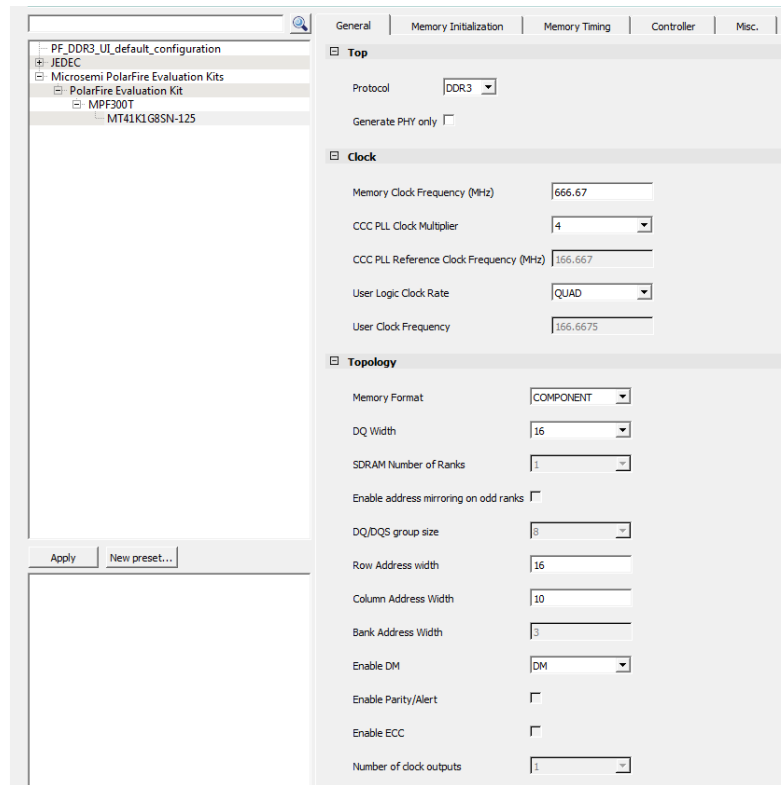 General
Memory Initialization
Memory Timing
Controller
Misc.
PF_DDR3_UI_default_configuration
JEDEC
Microsemi PolarFire Evaluation Kits
PolarFire Evaluation Kit
MPF300T
MT41K1G8SN-125
Apply
New preset...
Top
Protocol DDR3
Generate PHY only
Clock
Memory Clock Frequency (MHz) 666.67
CCC PLL Clock Multiplier 4
CCC PLL Reference Clock Frequency (MHz) 166.667
User Logic Clock Rate QUAD
User Clock Frequency 166.6675
Topology
Memory Format COMPONENT
DQ Width 16
SDRAM Number of Ranks 1
Enable address mirroring on odd ranks
DQ/DQS group size 8
Row Address width 16
Column Address Width 10
Bank Address Width 3
Enable DM DM
Enable Parity/Alert
Enable ECC
Number of clock outputs 1